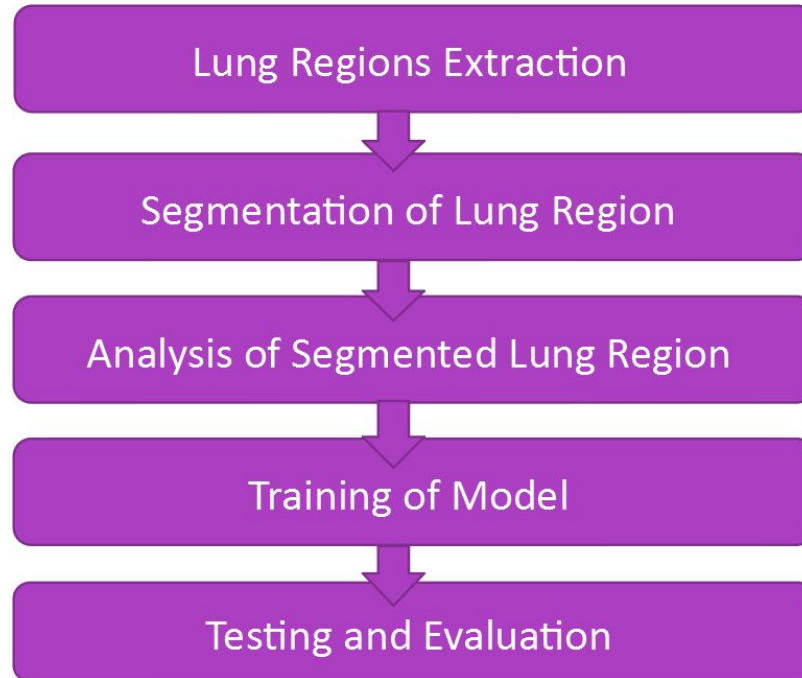 Lung Regions Extraction
Segmentation of Lung Region
Analysis of Segmented Lung Region
Training of Model
Testing and Evaluation